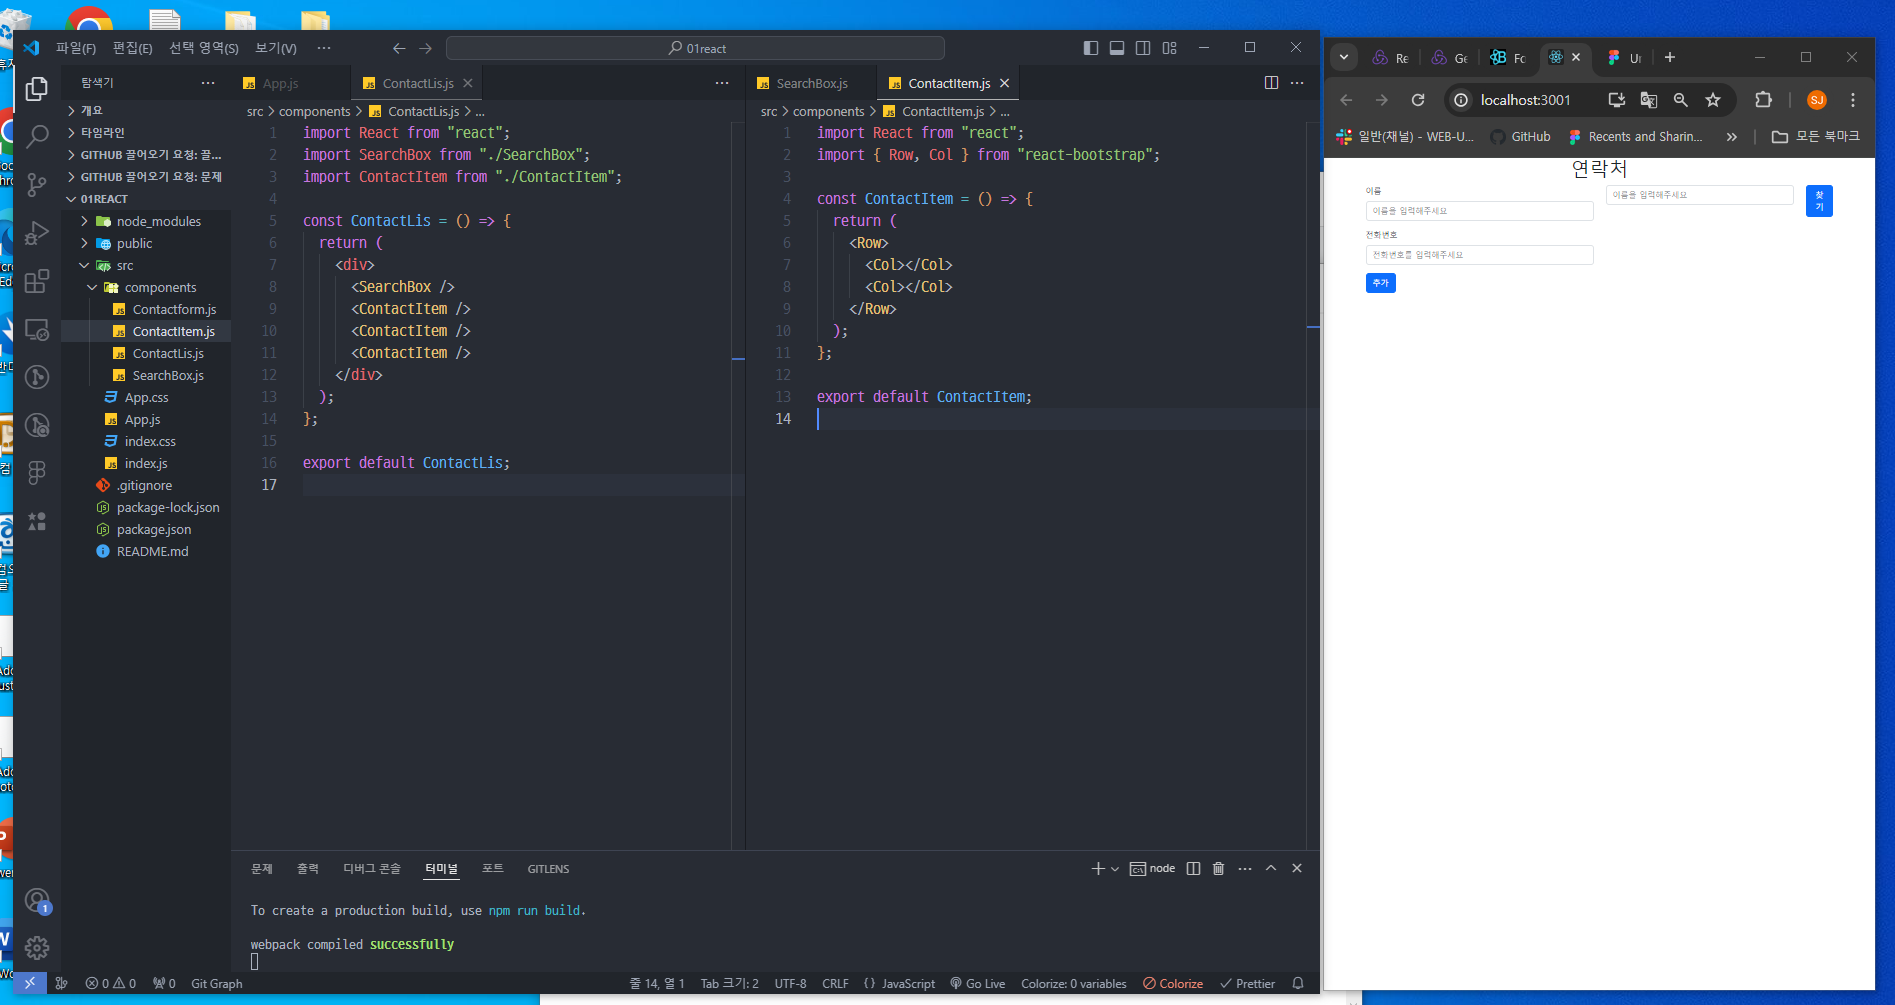 파일(F) 편집(E) 선택 영역(S) 보기(V) ··· 01react
탐색기 ···
개요
타임라인
GITHUB 끌어오기 요청: 끌...
GITHUB 끌어오기 요청: 문제
01REACT
node_modules
public
src
components
Contactform.js
ContactItem.js
ContactLis.js
SearchBox.js
App.css
App.js
index.css
index.js
.gitignore
package-lock.json
package.json
README.md
App.js ContactLis.js
src > components > ContactLis.js > ...
1 import React from "react";
2 import SearchBox from "./SearchBox";
3 import ContactItem from "./ContactItem";
4
5 const ContactLis = () => {
6 return (
7 <div>
8 <SearchBox />
9 <ContactItem />
10 <ContactItem />
11 <ContactItem />
12 </div>
13 );
14 };
15
16 export default ContactLis;
17
SearchBox.js ContactItem.js
src > components > ContactItem.js > ...
1 import React from "react";
2 import { Row, Col } from "react-bootstrap";
3
4 const ContactItem = () => {
5 return (
6 <Row>
7 <Col></Col>
8 <Col></Col>
9 </Row>
10 );
11 };
12
13 export default ContactItem;
14
문제 출력 디버그 콘솔 터미널 포트 GITLENS
node
To create a production build, use npm run build.
webpack compiled successfully
1
0 0 0 Git Graph
줄 14, 열 1 Tab 크기: 2 UTF-8 CRLF {} JavaScript Go Live Colorize: 0 variables Colorize Prettier
Re Ge Fo Ur
localhost:3001 SJ
일반(채널) - WEB-U... GitHub Recents and Sharin... 모든 북마크
연락처
이름
이름을 입력해주세요
전화번호
전화번호를 입력해주세요
추가
이름을 입력해주세요
찾
기